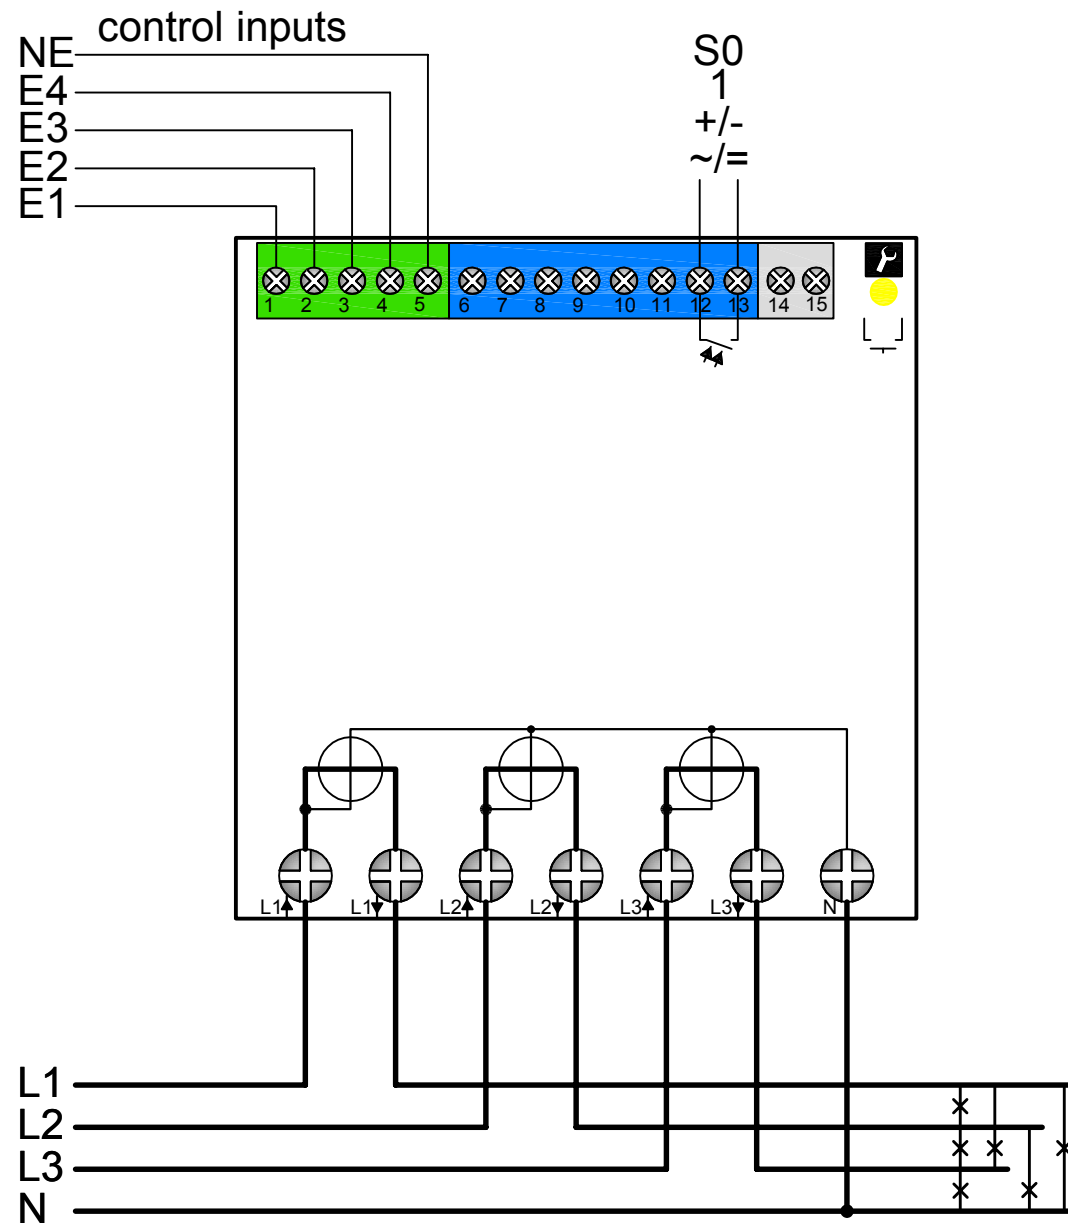 control inputs
NE
E4
E3
E2
E1
S0
1
+/-
~/=
1 2 3 4 5 6 7 8 9 10 11 12 13 14 15
L1 L1 L2 L2 L3 L3 N
L1
L2
L3
N